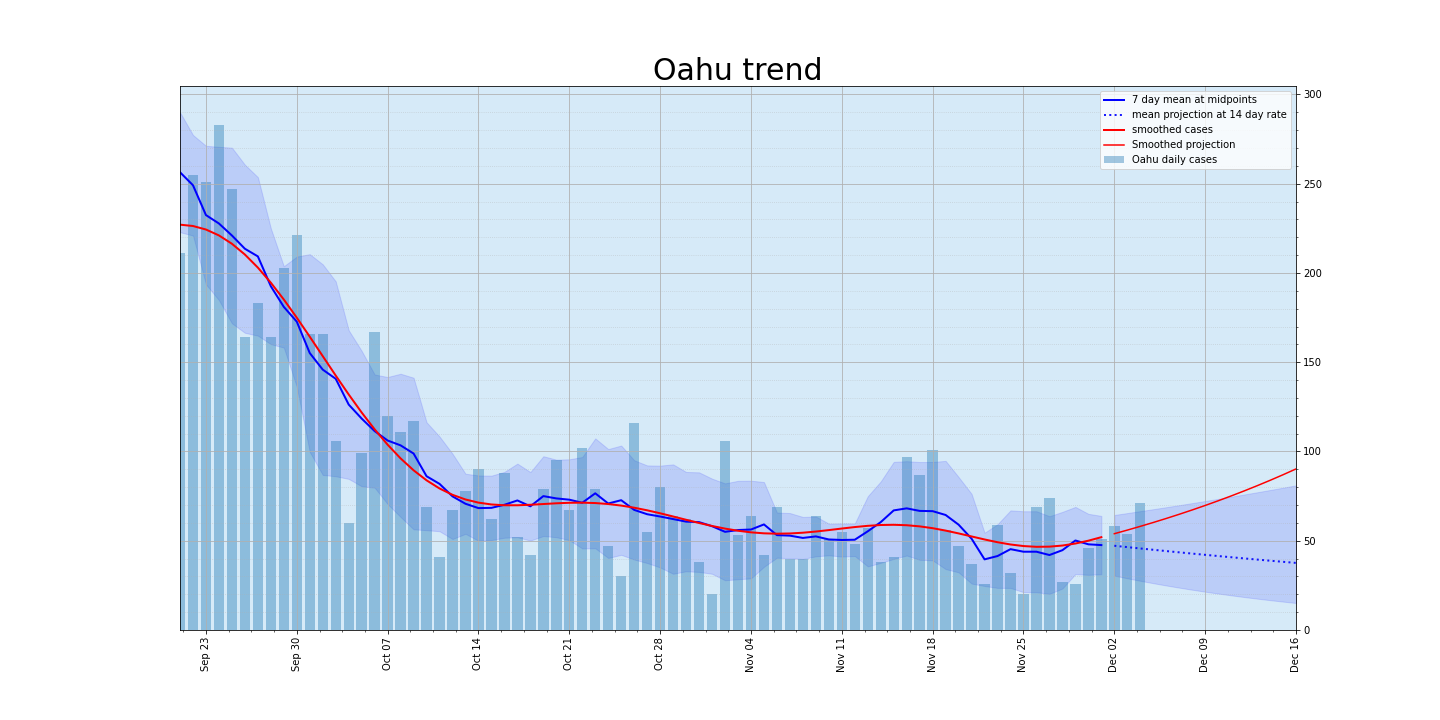 Oahu trend
7 day mean at midpoints
mean projection at 14 day rate
smoothed cases
Smoothed projection
Oahu daily cases
300
250
200
150
100
50
0
Sep 23
Sep 30
Oct 07
Oct 14
Oct 21
Oct 28
Nov 04
Nov 11
Nov 18
Nov 25
Dec 02
Dec 09
Dec 16